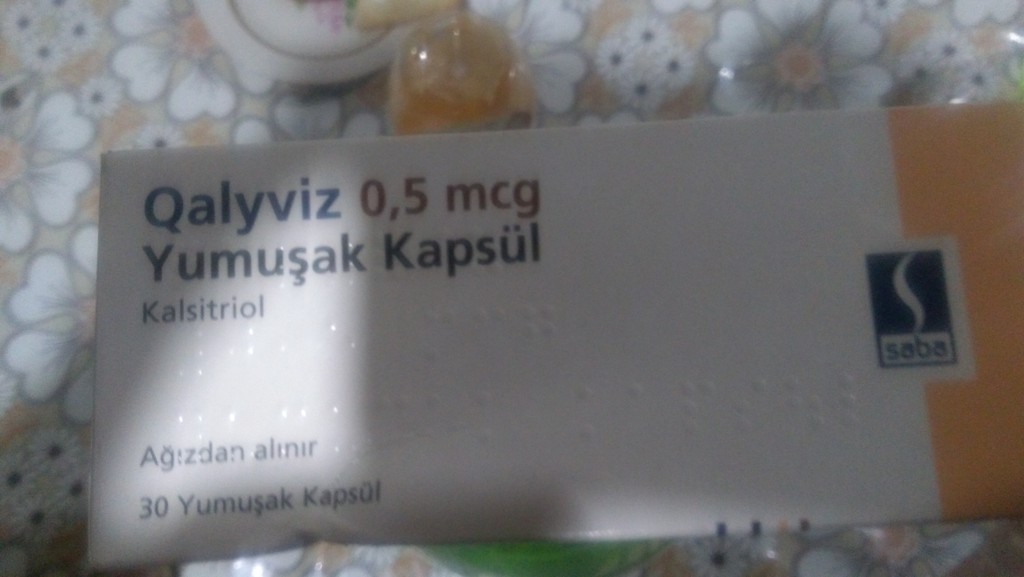 Qalyviz 0,5 mcg
Yumuşak Kapsül
Kalsitriol
saba
Ağızdan alınır
30 Yumuşak Kapsül